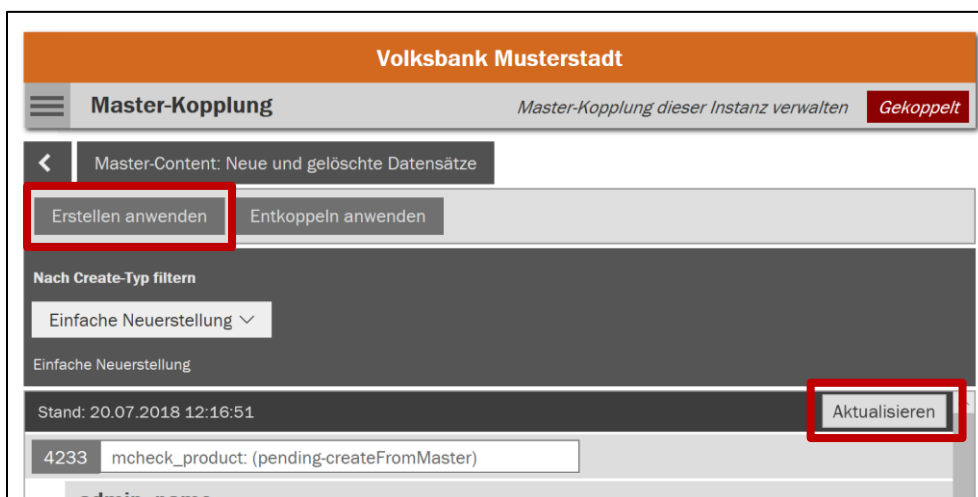 Volksbank Musterstadt
Master-Kopplung Master-Kopplung dieser Instanz verwalten Gekoppelt
Master-Content: Neue und gelöschte Datensätze
Erstellen anwenden Entkoppeln anwenden
Nach Create-Typ filtern
Einfache Neuerstellung
Einfache Neuerstellung
Stand: 20.07.2018 12:16:51 Aktualisieren
4233 mcheck_product: (pending-createFromMaster)